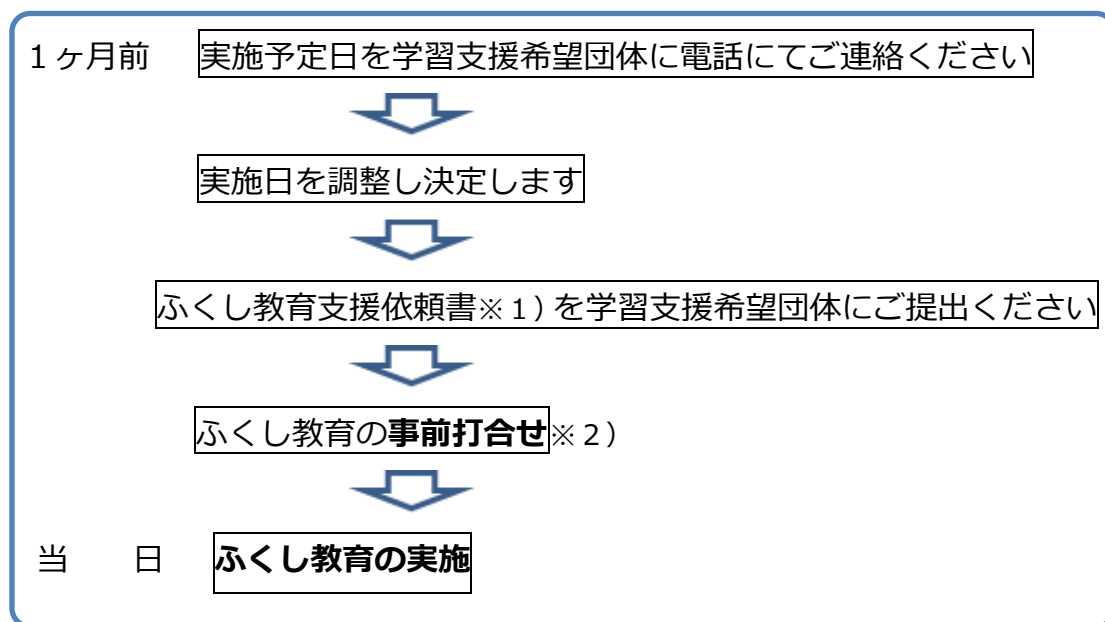 1ヶ月前 実施予定日を学習支援希望団体に電話にてご連絡ください
実施日を調整し決定します
ふくし教育支援依頼書※1)を学習支援希望団体にご提出ください
ふくし教育の事前打合せ※2)
当　日 ふくし教育の実施